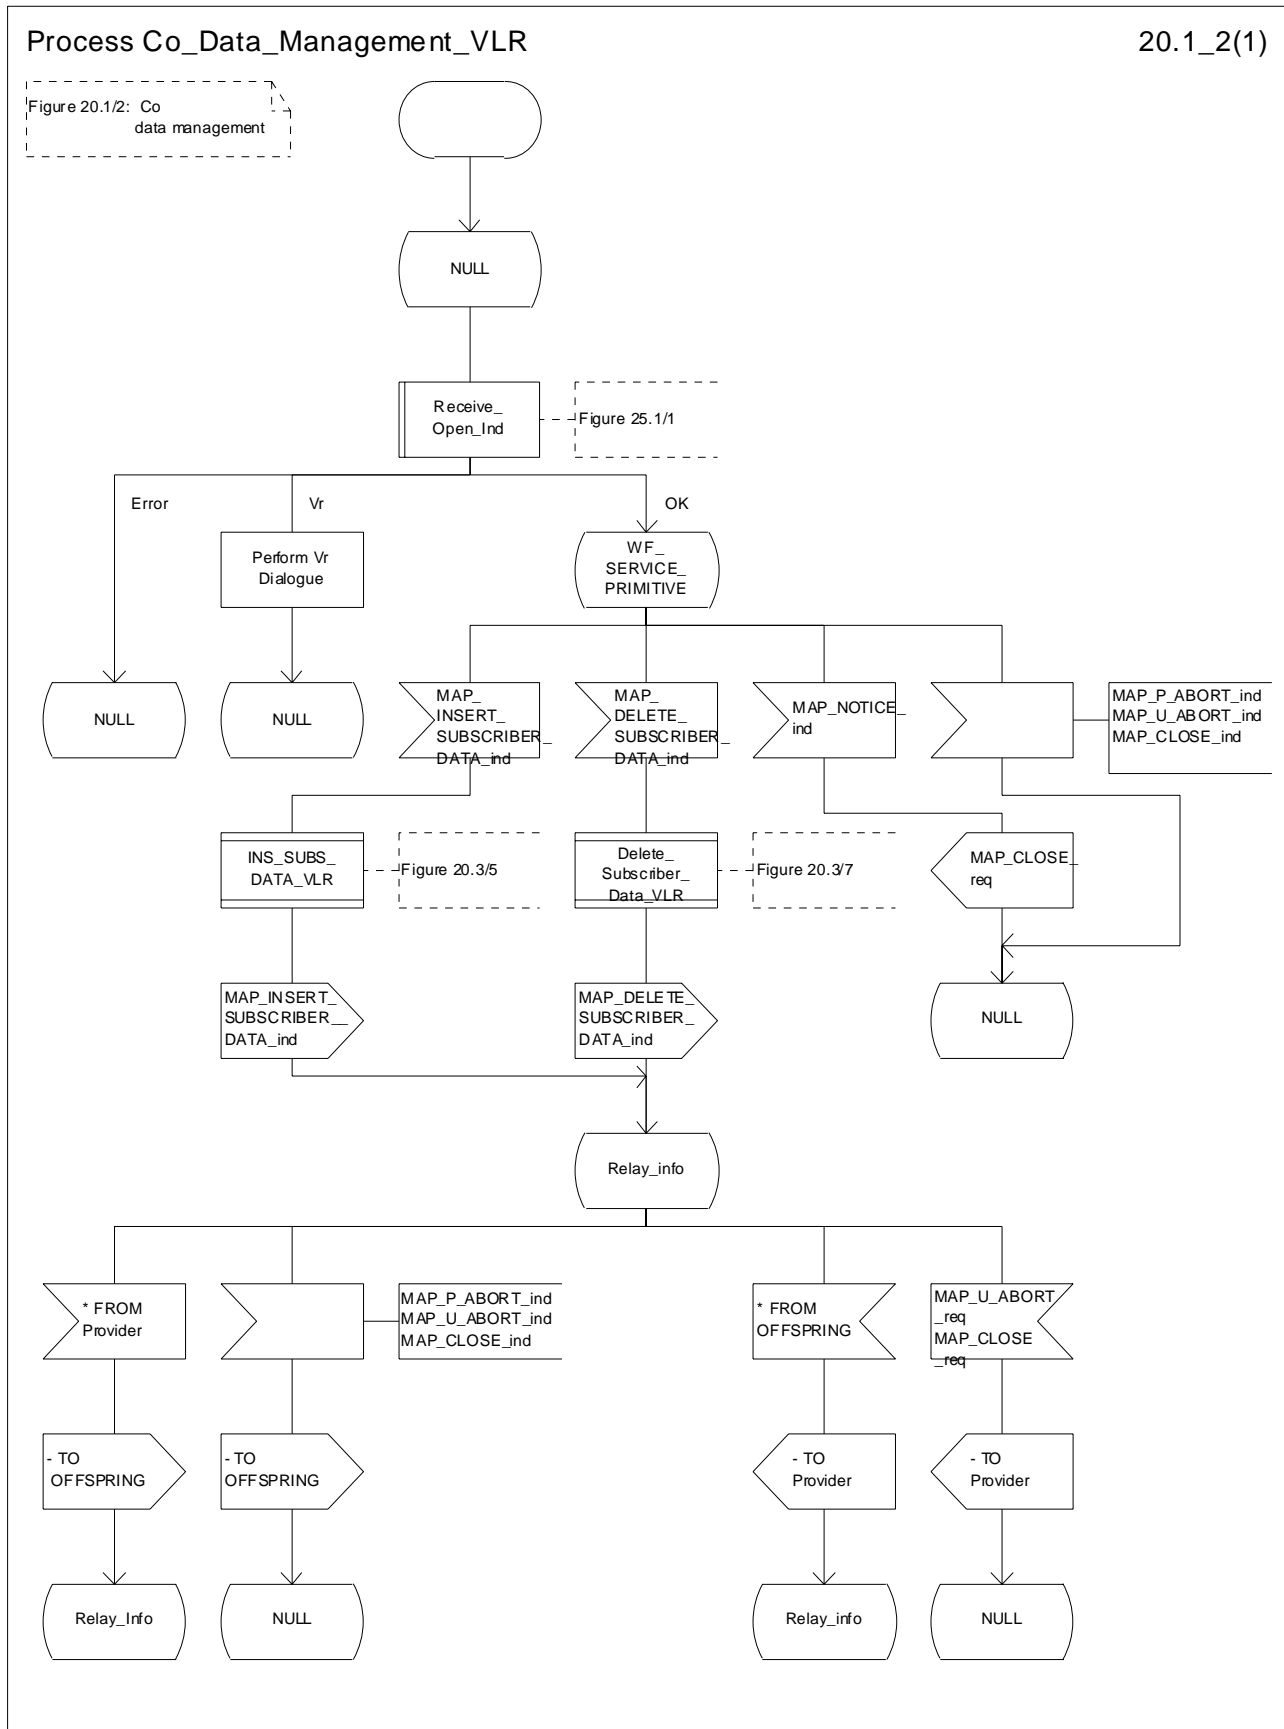 Process Co_Data_Management_VLR
20.1_2(1)
Figure 20.1/2: Co
data management
NULL
Receive_
Open_Ind
Figure 25.1/1
Error
Vr
OK
Perform Vr
Dialogue
WF_
SERVICE_
PRIMITIVE
NULL
NULL
MAP_
INSERT_
SUBSCRIBER_
DATA_ind
MAP_
DELETE_
SUBSCRIBER_
DATA_ind
MAP_NOTICE_
ind
MAP_P_ABORT_ind
MAP_U_ABORT_ind
MAP_CLOSE_ind
INS_SUBS_
DATA_VLR
Figure 20.3/5
Delete_
Subscriber_
Data_VLR
Figure 20.3/7
MAP_CLOSE_
req
MAP_INSERT_
SUBSCRIBER__
DATA_ind
MAP_DELETE_
SUBSCRIBER_
DATA_ind
NULL
Relay_info
* FROM
Provider
MAP_P_ABORT_ind
MAP_U_ABORT_ind
MAP_CLOSE_ind
* FROM
OFFSPRING
MAP_U_ABORT
_req
MAP_CLOSE
_req
- TO
OFFSPRING
- TO
OFFSPRING
- TO
Provider
- TO
Provider
Relay_Info
NULL
Relay_info
NULL